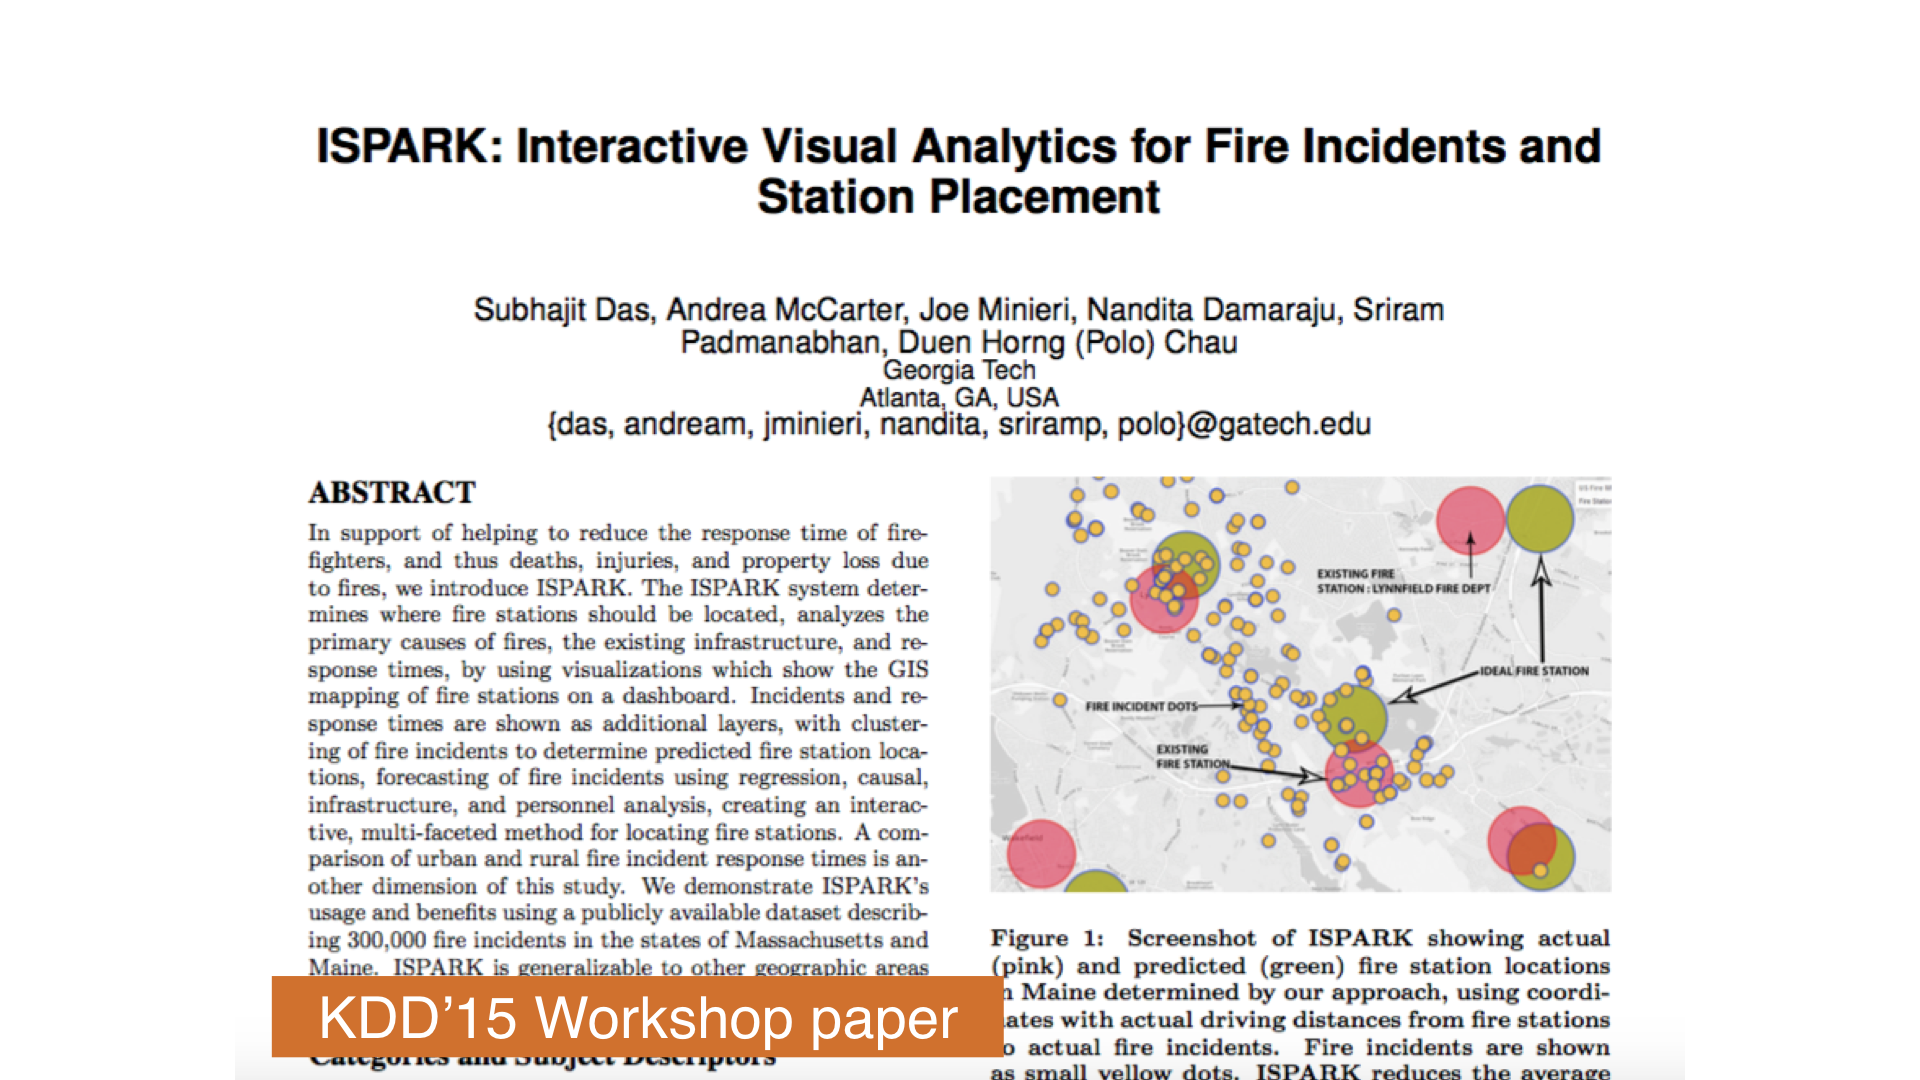 ISPARK: Interactive Visual Analytics for Fire Incidents and
Station Placement
Subhajit Das, Andrea McCarter, Joe Minieri, Nandita Damaraju, Sriram
Padmanabhan, Duen Horng (Polo) Chau
Georgia Tech
Atlanta, GA, USA
{das, andream, jminieri, nandita, sriramp, polo}@gatech.edu
ABSTRACT
In support of helping to reduce the response time of fire-
fighters, and thus deaths, injuries, and property loss due
to fires, we introduce ISPARK. The ISPARK system deter-
mines where fire stations should be located, analyzes the
primary causes of fires, the existing infrastructure, and re-
sponse times, by using visualizations which show the GIS
mapping of fire stations on a dashboard. Incidents and re-
sponse times are shown as additional layers, with cluster-
ing of fire incidents to determine predicted fire station loca-
tions, forecasting of fire incidents using regression, causal,
infrastructure, and personnel analysis, creating an interac-
tive, multi-faceted method for locating fire stations. A com-
parison of urban and rural fire incident response times is an-
other dimension of this study. We demonstrate ISPARK's
usage and benefits using a publicly available dataset describ-
ing 300,000 fire incidents in the states of Massachusetts and
Maine. ISPARK is generalizable to other geographic areas
KDD'15 Workshop paper
Categories and Subject Descriptors
EXISTING FIRE
STATION : LYNNFIELD FIRE DEPT
IDEAL FIRE STATION
FIRE INCIDENT DOTS
EXISTING
FIRE STATION
Wakefield
Figure 1: Screenshot of ISPARK showing actual
(pink) and predicted (green) fire station locations
Maine determined by our approach, using coordi-
ates with actual driving distances from fire stations
actual fire incidents. Fire incidents are shown
as small yellow dots. ISPARK reduces the average